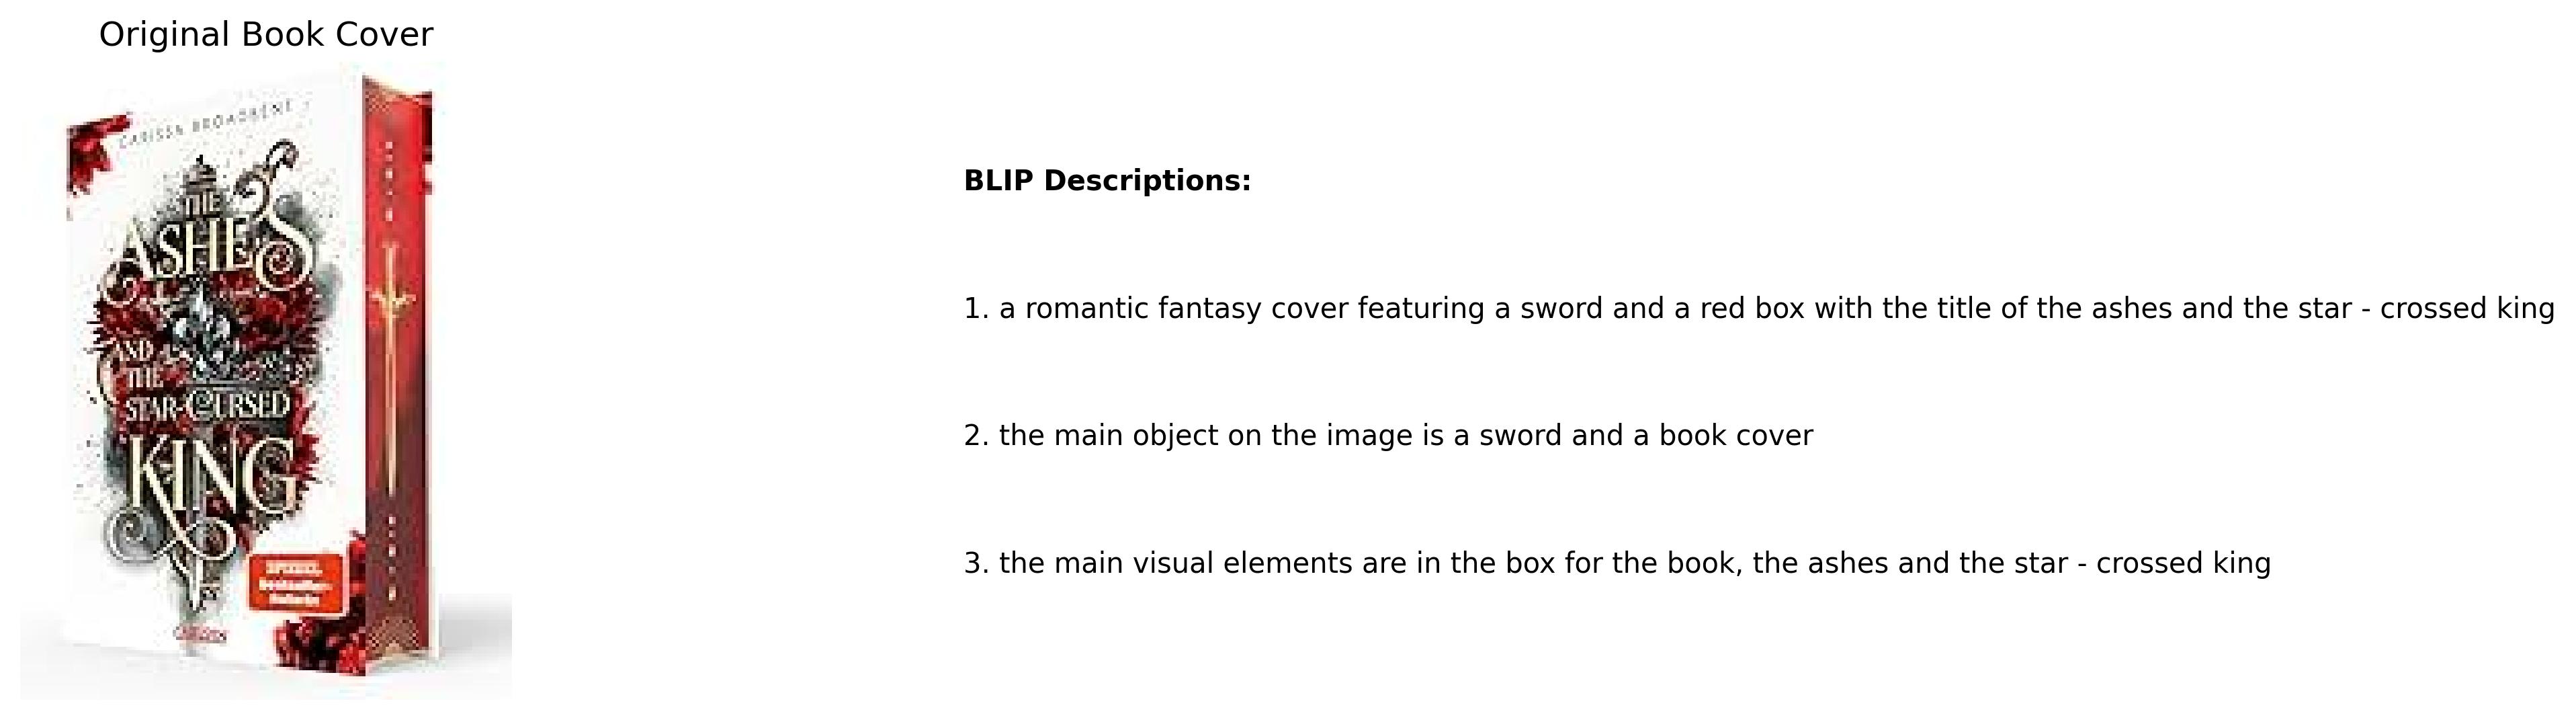 Original Book Cover
CARISSA BROADBENT
THE
ASHES
AND
THE
STAR-CURSED
KING
SPIEGEL
Bestseller-
BLIP Descriptions:
1. a romantic fantasy cover featuring a sword and a red box with the title of the ashes and the star - crossed king
2. the main object on the image is a sword and a book cover
3. the main visual elements are in the box for the book, the ashes and the star - crossed king